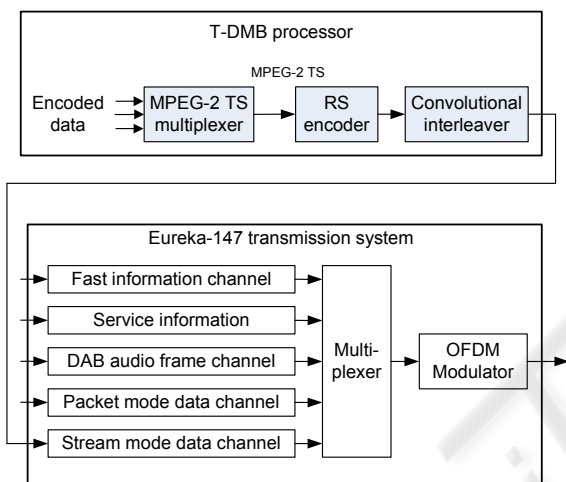 T-DMB processor
MPEG-2 TS
Encoded
data
MPEG-2 TS
multiplexer
RS
encoder
Convolutional
interleaver
Eureka-147 transmission system
Fast information channel
Service information
DAB audio frame channel
Packet mode data channel
Stream mode data channel
Multi-
plexer
OFDM
Modulator